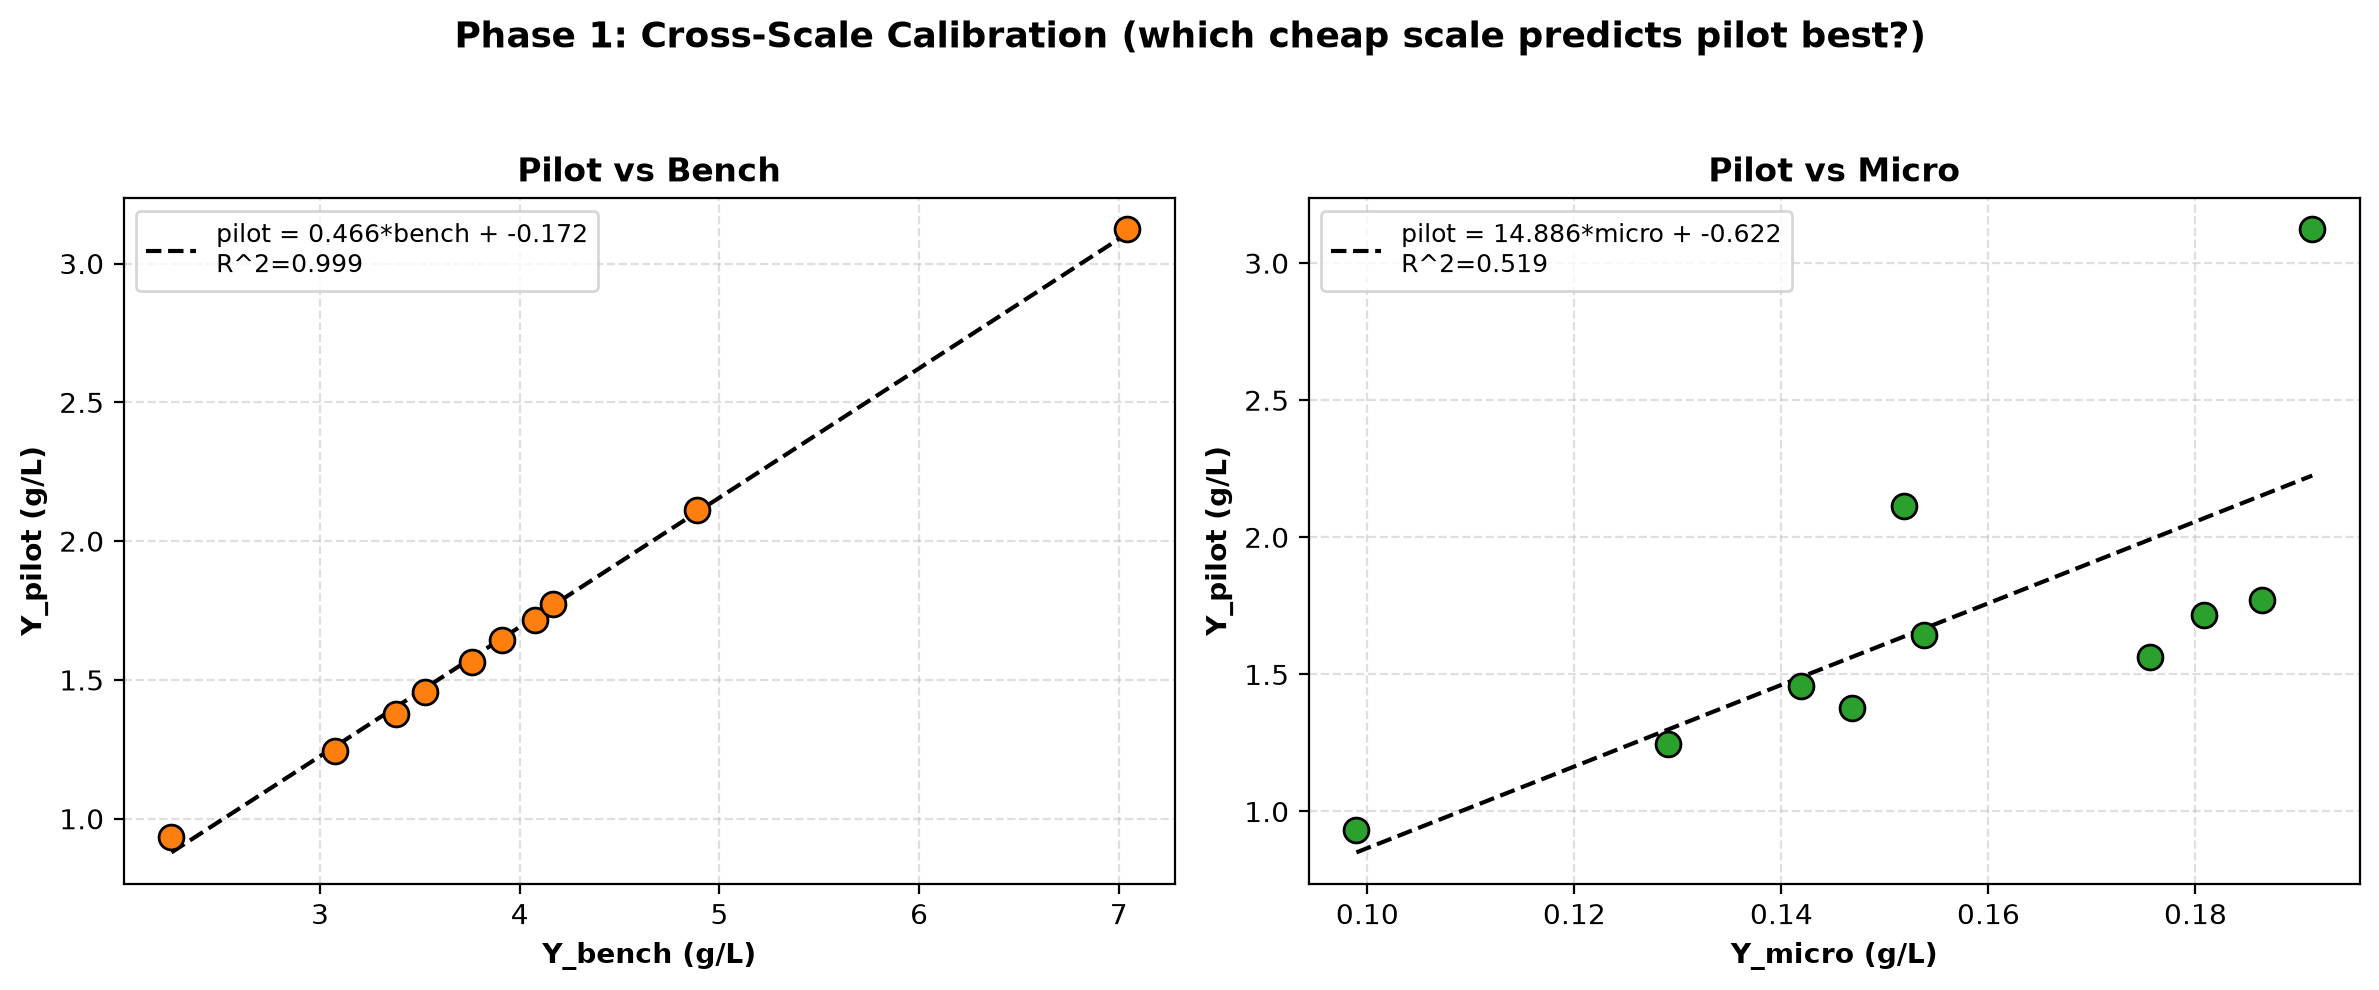 Phase 1: Cross-Scale Calibration (which cheap scale predicts pilot best?)
Pilot vs Bench
pilot = 0.466*bench + -0.172
R^2=0.999
3.0
2.5
2.0
1.5
1.0
Y_pilot (g/L)
3 4 5 6 7
Y_bench (g/L)
Pilot vs Micro
pilot = 14.886*micro + -0.622
R^2=0.519
3.0
2.5
2.0
1.5
1.0
Y_pilot (g/L)
0.10 0.12 0.14 0.16 0.18
Y_micro (g/L)